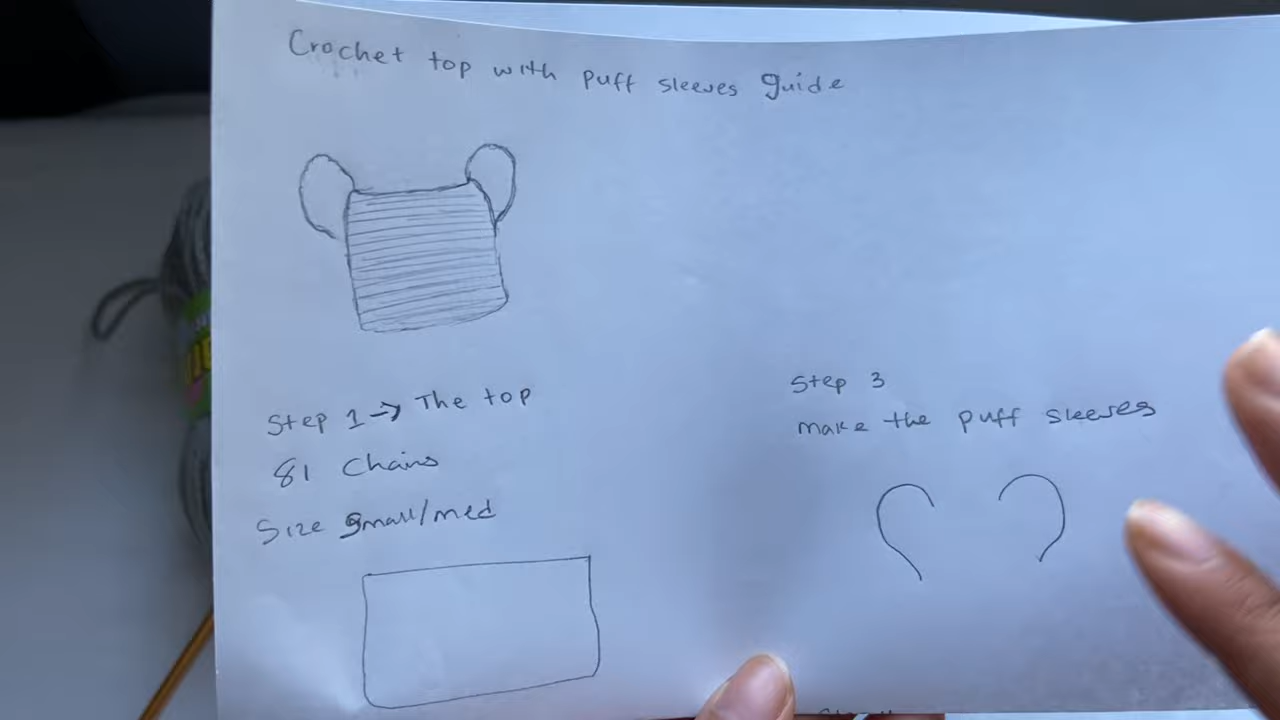 Crochet top with puff sleeves guide
Step 1 → The top
81 Chains
Size small/med
Step 3
make the puff sleeves